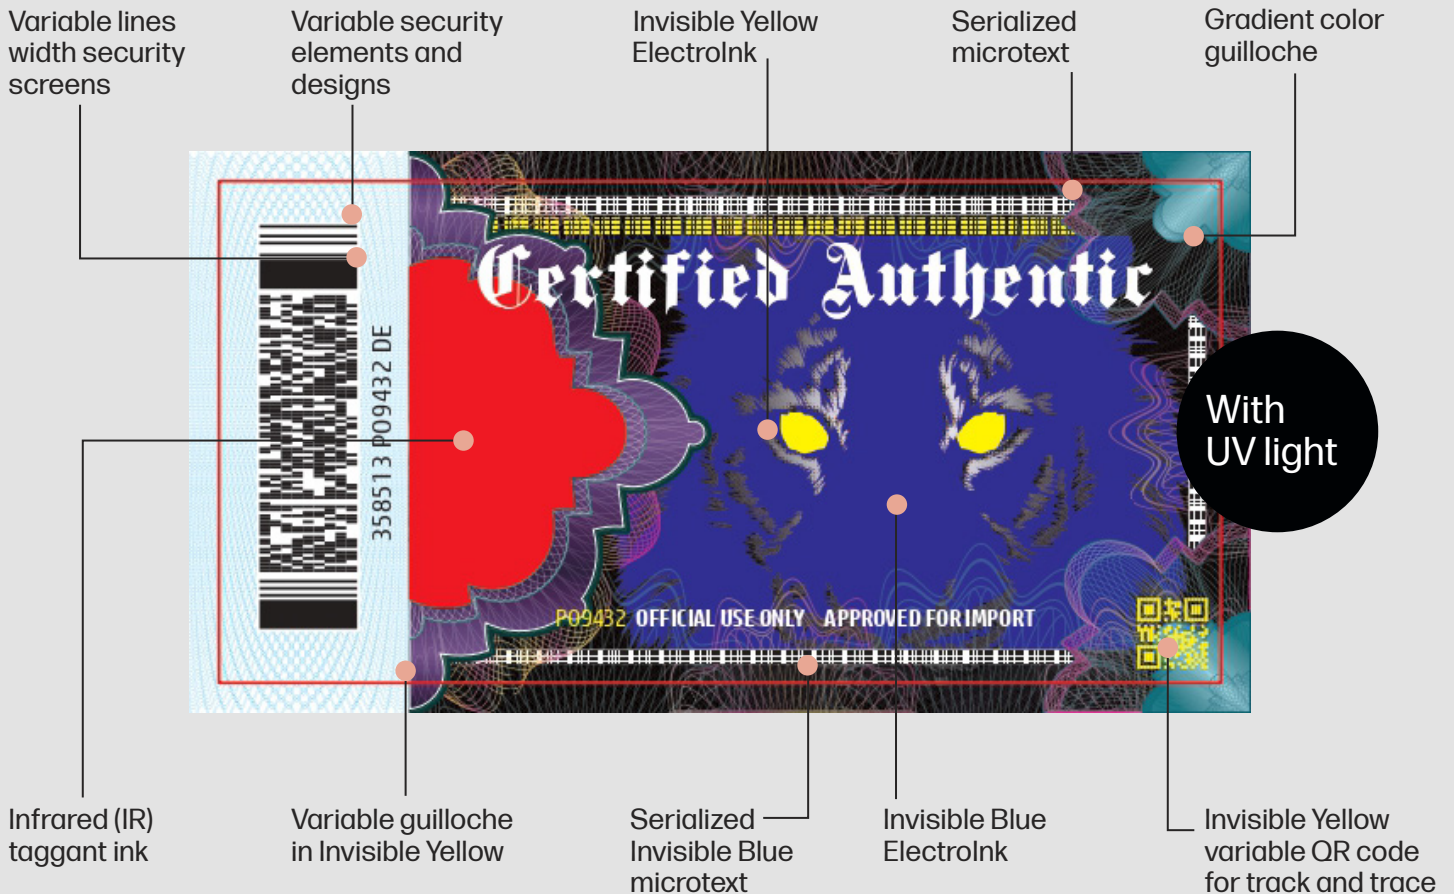 Variable lines
width security
screens
Variable security
elements and
designs
Invisible Yellow
ElectroInk
Serialized
microtext
Gradient color
guilloche
Certified Authentic
358513 P09432 DE
With
UV light
P09432 OFFICIAL USE ONLY APPROVED FOR IMPORT
Infrared (IR)
taggant ink
Variable guilloche
in Invisible Yellow
Serialized
Invisible Blue
microtext
Invisible Blue
ElectroInk
Invisible Yellow
variable QR code
for track and trace